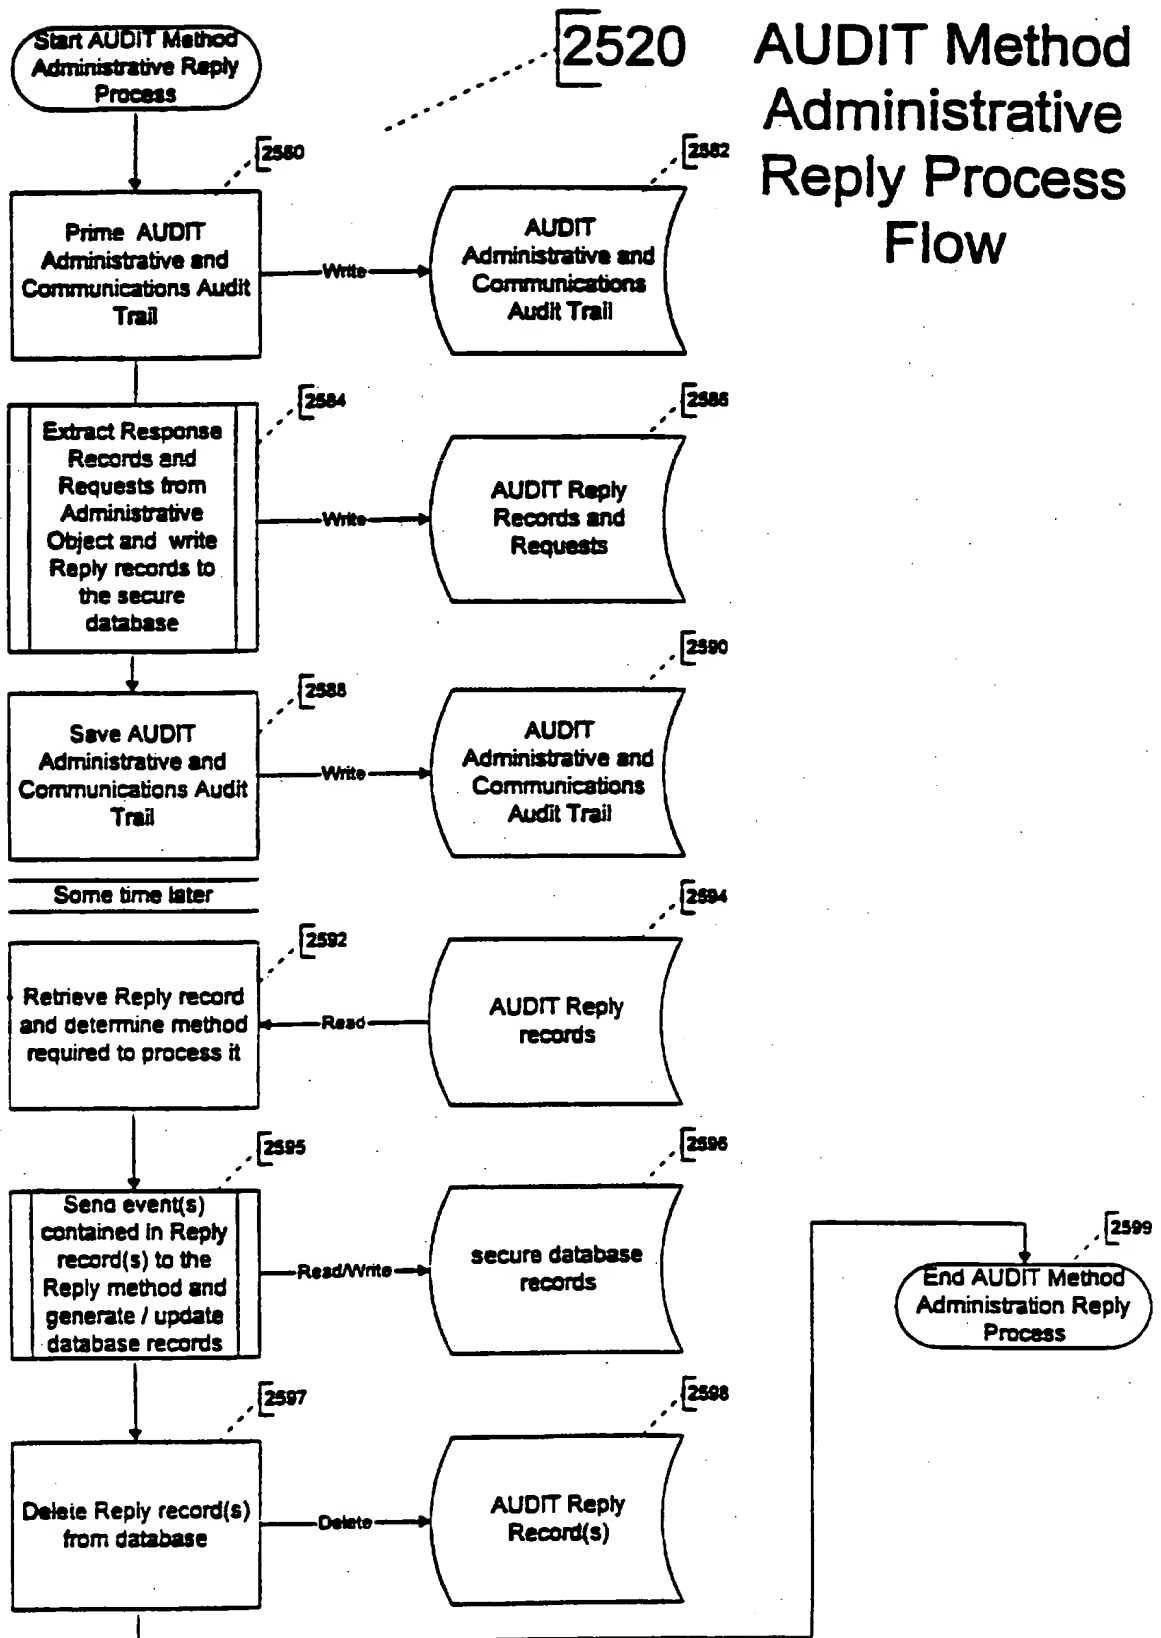 2520
AUDIT Method
Administrative
Reply Process
Flow
Start AUDIT Method
Administrative Reply
Process
2580
Prime AUDIT
Administrative and
Communications Audit
Trail
Write
2582
AUDIT
Administrative and
Communications
Audit Trail
2584
Extract Response
Records and
Requests from
Administrative
Object and write
Reply records to
the secure
database
Write
2586
AUDIT Reply
Records and
Requests
2588
Save AUDIT
Administrative and
Communications Audit
Trail
Write
2590
AUDIT
Administrative and
Communications
Audit Trail
Some time later
2592
Retrieve Reply record
and determine method
required to process it
Read
2594
AUDIT Reply
records
2595
Send event(s)
contained in Reply
record(s) to the
Reply method and
generate / update
database records
Read/Write
2596
secure database
records
2597
Delete Reply record(s)
from database
Delete
2598
AUDIT Reply
Record(s)
2599
End AUDIT Method
Administration Reply
Process